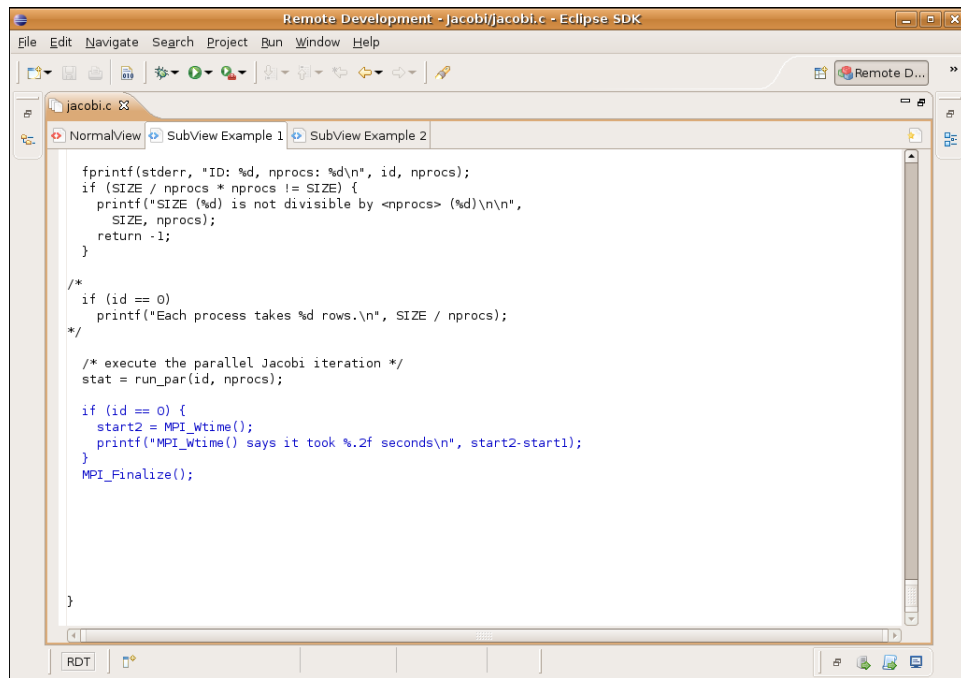 Remote Development - Jacobi/jacobi.c - Eclipse SDK
File Edit Navigate Search Project Run Window Help
010
Remote D...
»
jacobi.c
NormalView SubView Example 1 SubView Example 2
fprintf(stderr, "ID: %d, nprocs: %d\n", id, nprocs);
if (SIZE / nprocs * nprocs != SIZE) {
printf("SIZE (%d) is not divisible by <nprocs> (%d)\n\n",
SIZE, nprocs);
return -1;
}
/*
if (id == 0)
printf("Each process takes %d rows.\n", SIZE / nprocs);
*/
/* execute the parallel Jacobi iteration */
stat = run_par(id, nprocs);
if (id == 0) {
start2 = MPI_Wtime();
printf("MPI_Wtime() says it took %.2f seconds\n", start2-start1);
}
MPI_Finalize();
}
RDT